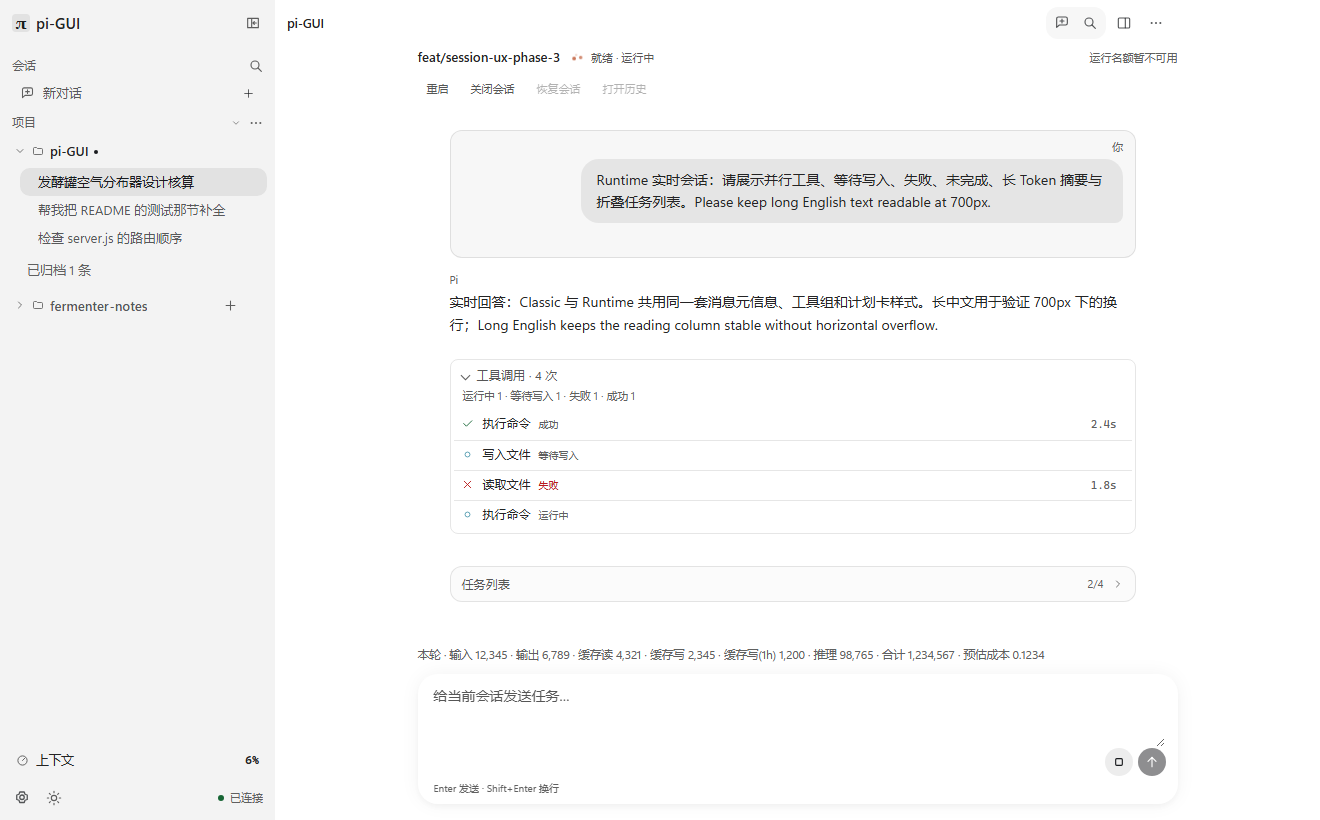 π pi-GUI
会话
新对话
项目
pi-GUI
发酵罐空气分布器设计核算
帮我把 README 的测试那节补全
检查 server.js 的路由顺序
已归档 1 条
fermenter-notes
上下文 6%
已连接
pi-GUI
feat/session-ux-phase-3 就绪 · 运行中 运行名额暂不可用
重启 关闭会话 恢复会话 打开历史
你
Runtime 实时会话：请展示并行工具、等待写入、失败、未完成、长 Token 摘要与
折叠任务列表。Please keep long English text readable at 700px.
Pi
实时回答：Classic 与 Runtime 共用同一套消息元信息、工具组和计划卡样式。长中文用于验证 700px 下的换
行；Long English keeps the reading column stable without horizontal overflow.
工具调用 · 4 次
运行中 1 · 等待写入 1 · 失败 1 · 成功 1
执行命令 成功 2.4s
写入文件 等待写入
读取文件 失败 1.8s
执行命令 运行中
任务列表 2/4
本轮 · 输入 12,345 · 输出 6,789 · 缓存读 4,321 · 缓存写 2,345 · 缓存写(1h) 1,200 · 推理 98,765 · 合计 1,234,567 · 预估成本 0.1234
给当前会话发送任务...
Enter 发送 · Shift+Enter 换行